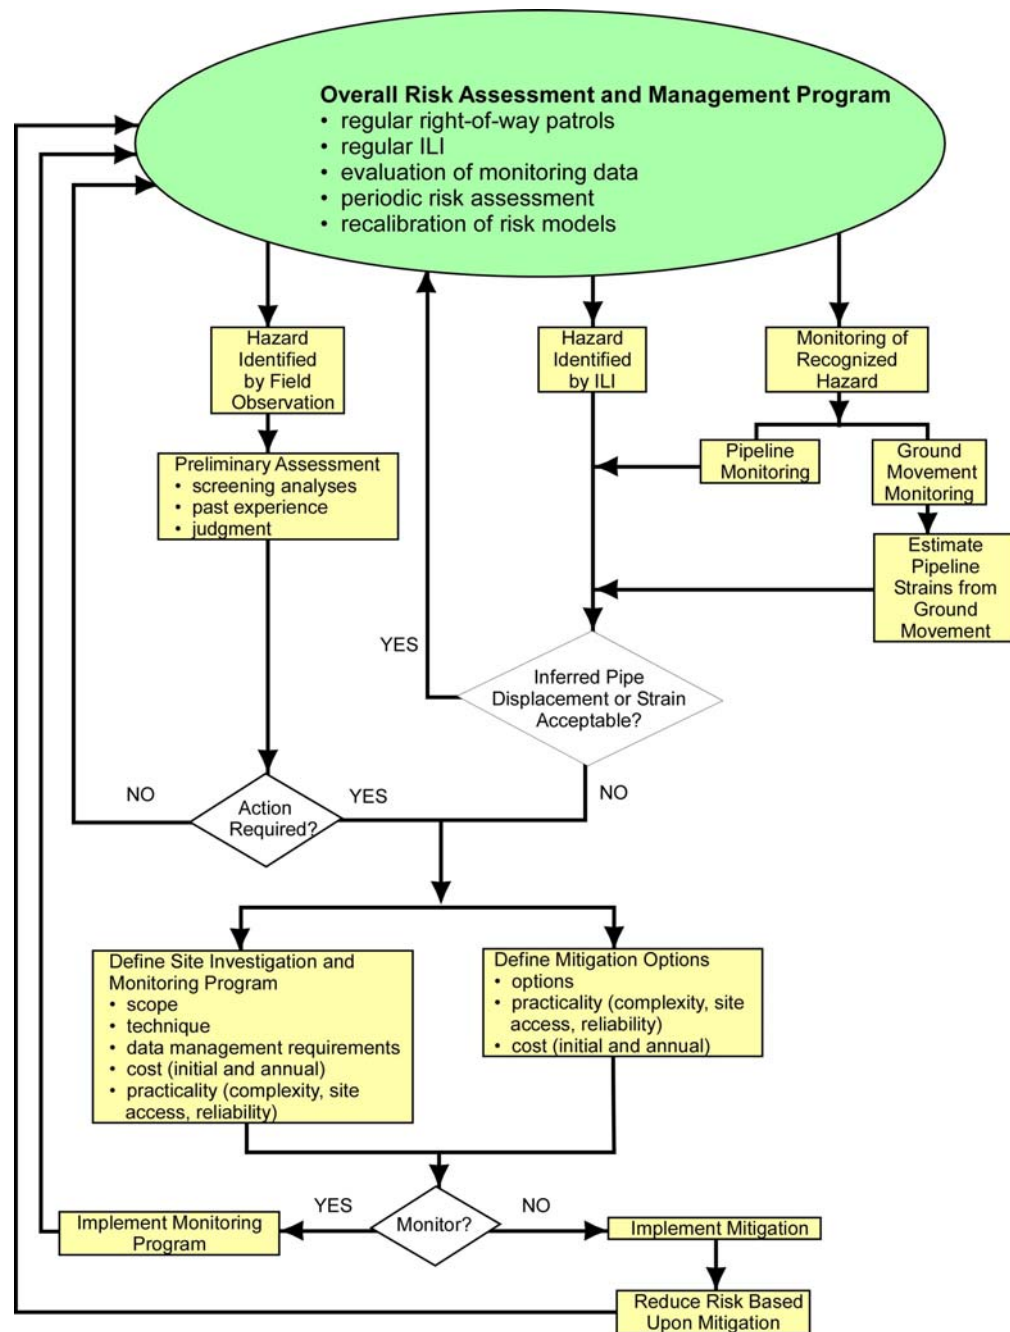 Overall Risk Assessment and Management Program
• regular right-of-way patrols
• regular ILI
• evaluation of monitoring data
• periodic risk assessment
• recalibration of risk models
Hazard
Identified
by Field
Observation
Hazard
Identified
by ILI
Monitoring of
Recognized
Hazard
Pipeline
Monitoring
Ground
Movement
Monitoring
Preliminary Assessment
• screening analyses
• past experience
• judgment
Estimate
Pipeline
Strains from
Ground
Movement
YES
Inferred Pipe
Displacement or Strain
Acceptable?
NO
NO
Action
Required?
YES
Define Site Investigation and
Monitoring Program
• scope
• technique
• data management requirements
• cost (initial and annual)
• practicality (complexity, site
access, reliability)
Define Mitigation Options
• options
• practicality (complexity, site
access, reliability)
• cost (initial and annual)
YES
Monitor?
NO
Implement Monitoring
Program
Implement Mitigation
Reduce Risk Based
Upon Mitigation